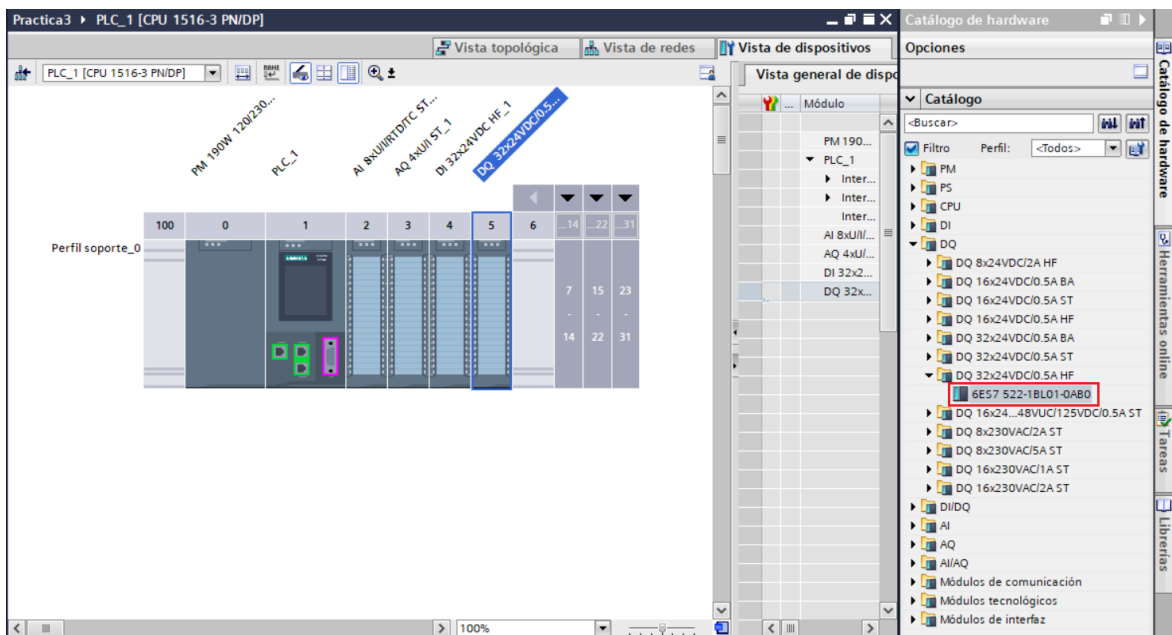 Practica3 ▸ PLC_1 [CPU 1516-3 PN/DP]
Vista topológica
Vista de redes
Vista de dispositivos
PLC_1 [CPU 1516-3 PN/DP]
PM 190W 120/230...
PLC_1
AI 8xU/I/RTD/TC ST...
AQ 4xU/I ST_1
DI 32x24VDC HF_1
DQ 32x24VDC/0.5...
100 0 1 2 3 4 5 6 ...14 ...22 ...31
Perfil soporte_0
7 15 23
- - -
14 22 31
100%
Vista general de dispo
... Módulo
PM 190...
PLC_1
Inter...
Inter...
Inter...
AI 8xU/I/...
AQ 4xU/...
DI 32x2...
DQ 32x...
Catálogo de hardware
Opciones
Catálogo
<Buscar>
Filtro Perfil: <Todos>
PM
PS
CPU
DI
DQ
DQ 8x24VDC/2A HF
DQ 16x24VDC/0.5A BA
DQ 16x24VDC/0.5A ST
DQ 16x24VDC/0.5A HF
DQ 32x24VDC/0.5A BA
DQ 32x24VDC/0.5A ST
DQ 32x24VDC/0.5A HF
6ES7 522-1BL01-0AB0
DQ 16x24...48VUC/125VDC/0.5A ST
DQ 8x230VAC/2A ST
DQ 8x230VAC/5A ST
DQ 16x230VAC/1A ST
DQ 16x230VAC/2A ST
DI/DQ
AI
AQ
AI/AQ
Módulos de comunicación
Módulos tecnológicos
Módulos de interfaz
Catálogo de hardware
Herramientas online
Tareas
Librerías